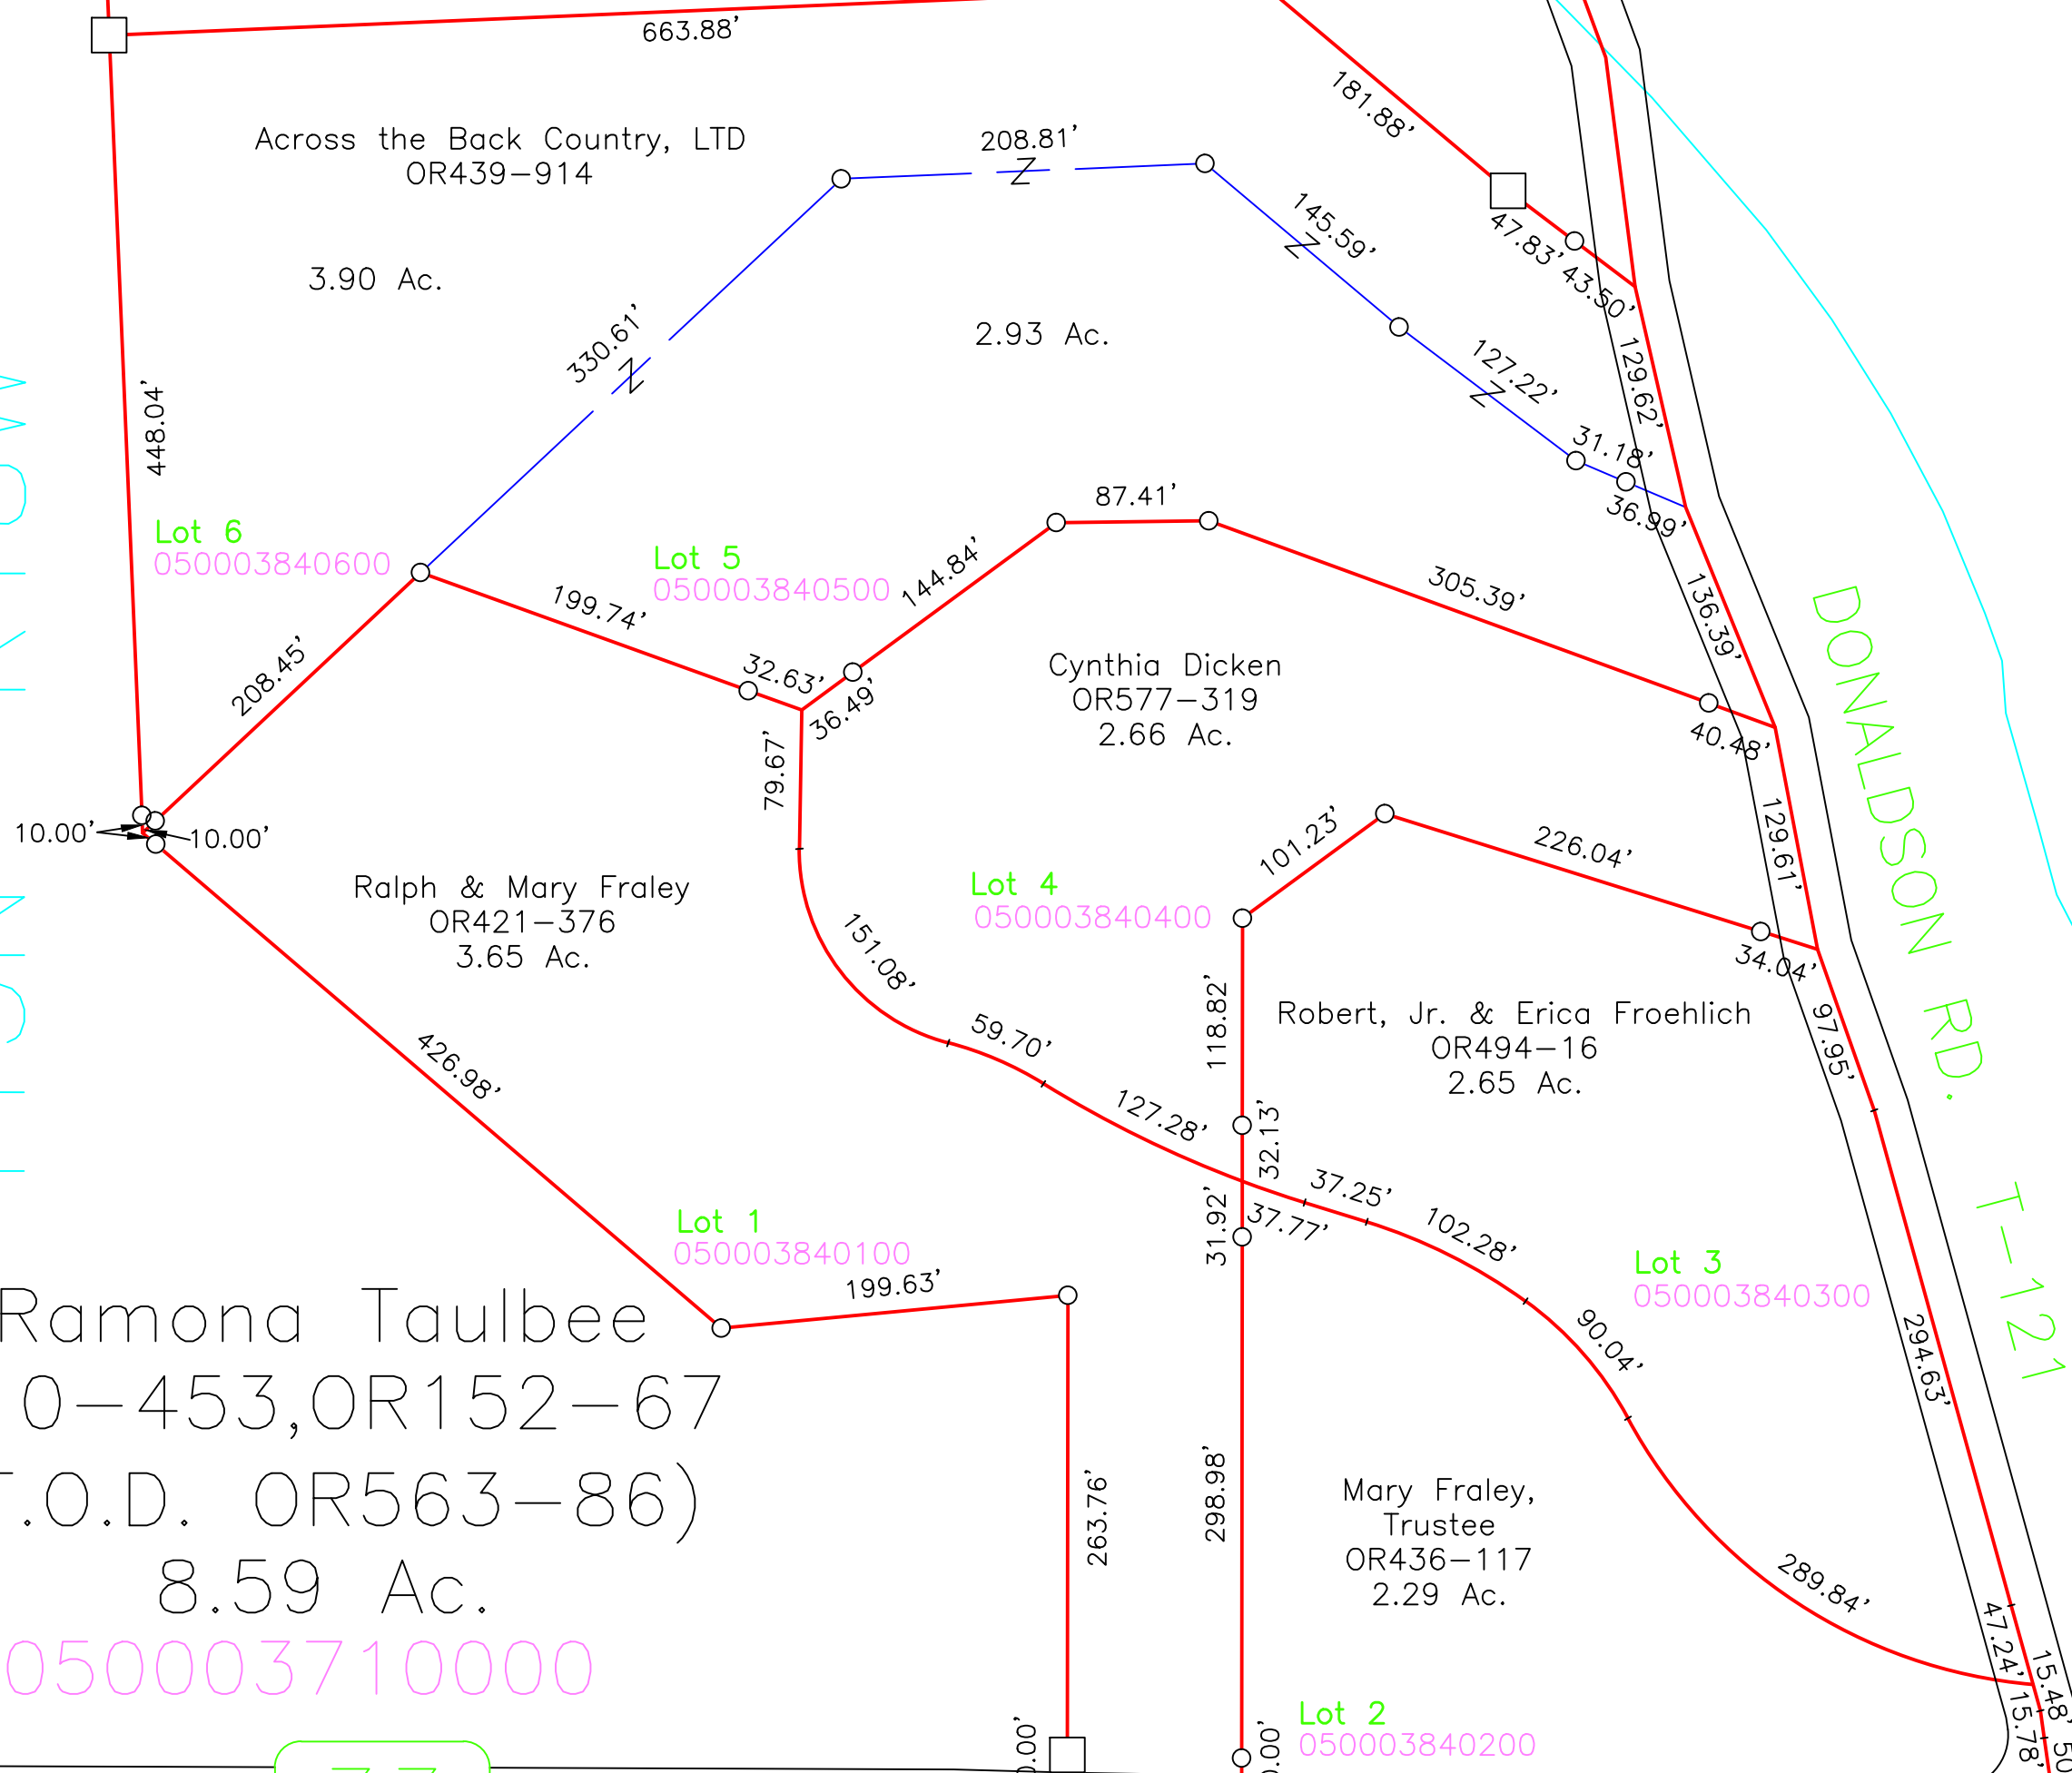 663.88'
181.88'
Across the Back Country, LTD
OR439-914
208.81'
145.59'
47.83'
43.50'
3.90 Ac.
330.61'
2.93 Ac.
127.22'
129.62'
448.04'
31.18'
36.99'
87.41'
Lot 6
050003840600
Lot 5
050003840500
144.84'
305.39'
199.74'
136.39'
DONALDSON RD. T-121
208.45'
32.63'
36.49'
Cynthia Dicken
OR577-319
2.66 Ac.
40.48'
79.67'
10.00'
10.00'
101.23'
226.04'
129.61'
Ralph & Mary Fraley
OR421-376
3.65 Ac.
Lot 4
050003840400
151.08'
34.04'
118.82'
Robert, Jr. & Erica Froehlich
OR494-16
2.65 Ac.
97.95'
426.98'
59.70'
127.28'
32.13'
37.25'
31.92'
37.77'
102.28'
Lot 1
050003840100
Lot 3
050003840300
199.63'
90.04'
294.63'
Ramona Taulbee
0-453,OR152-67
.O.D. OR563-86)
8.59 Ac.
050003710000
263.76'
298.98'
Mary Fraley,
Trustee
OR436-117
2.29 Ac.
289.84'
47.24'
15.48'
15.78'
Lot 2
050003840200